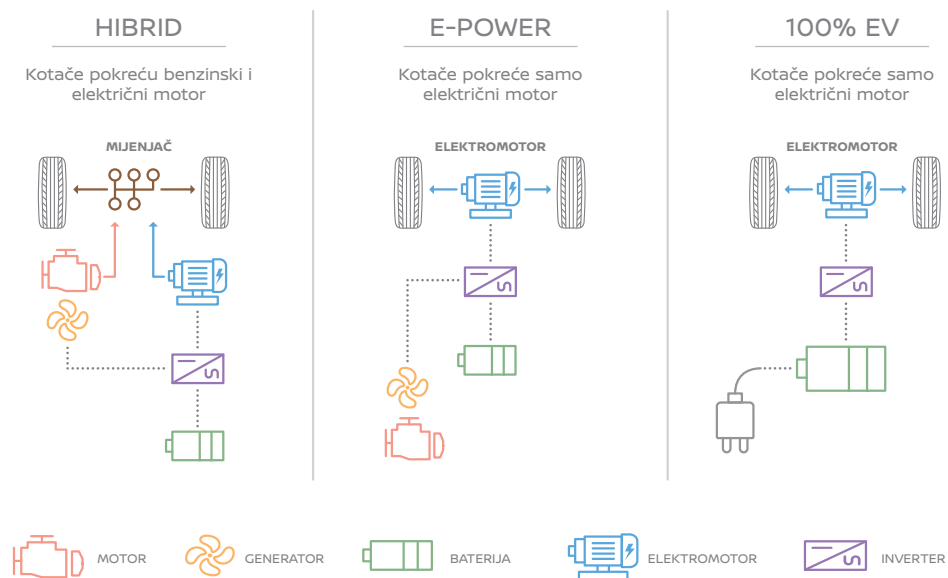 HIBRID
Kotače pokreću benzinski i
električni motor
MIJENJAČ
E-POWER
Kotače pokreće samo
električni motor
ELEKTROMOTOR
100% EV
Kotače pokreće samo
električni motor
ELEKTROMOTOR
MOTOR
GENERATOR
BATERIJA
ELEKTROMOTOR
INVERTER